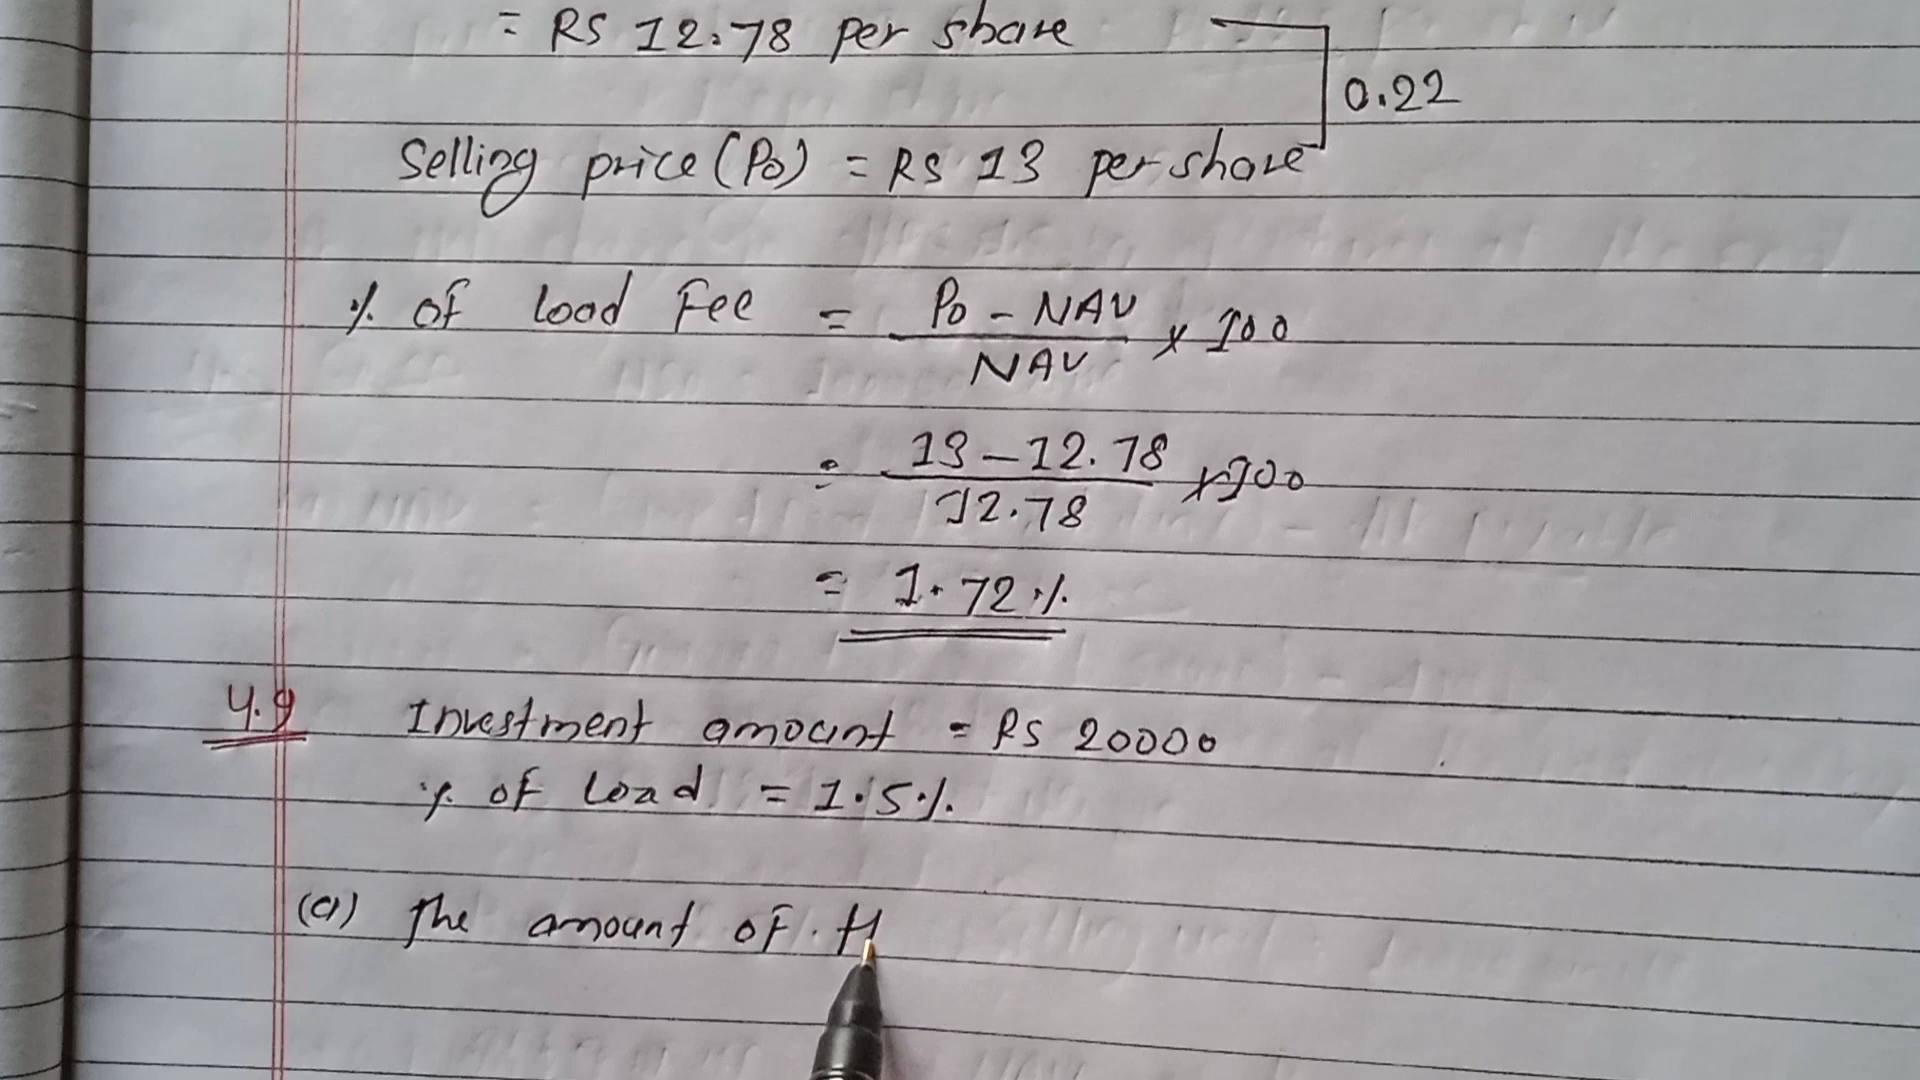 = RS 12.78 per share
0.22
Selling price (P0) = RS 13 per share
% of load Fee = P0 - NAV / NAV x 100
= 13 - 12.78 / 12.78 x 100
= 1.72 %
4.9 Investment amount = RS 20000
% of Load = 1.5 %
(a) The amount of